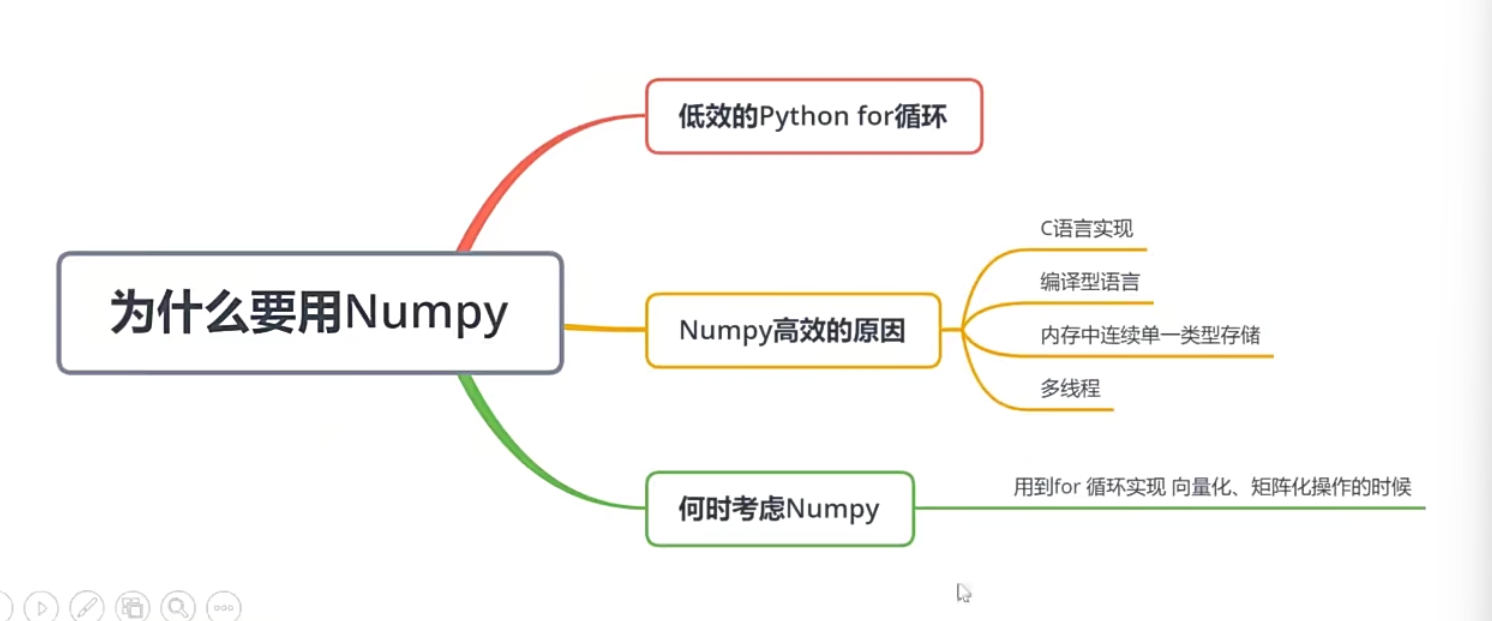 低效的Python for循环
为什么要用Numpy
Numpy高效的原因
C语言实现
编译型语言
内存中连续单一类型存储
多线程
何时考虑Numpy
用到for 循环实现 向量化、矩阵化操作的时候